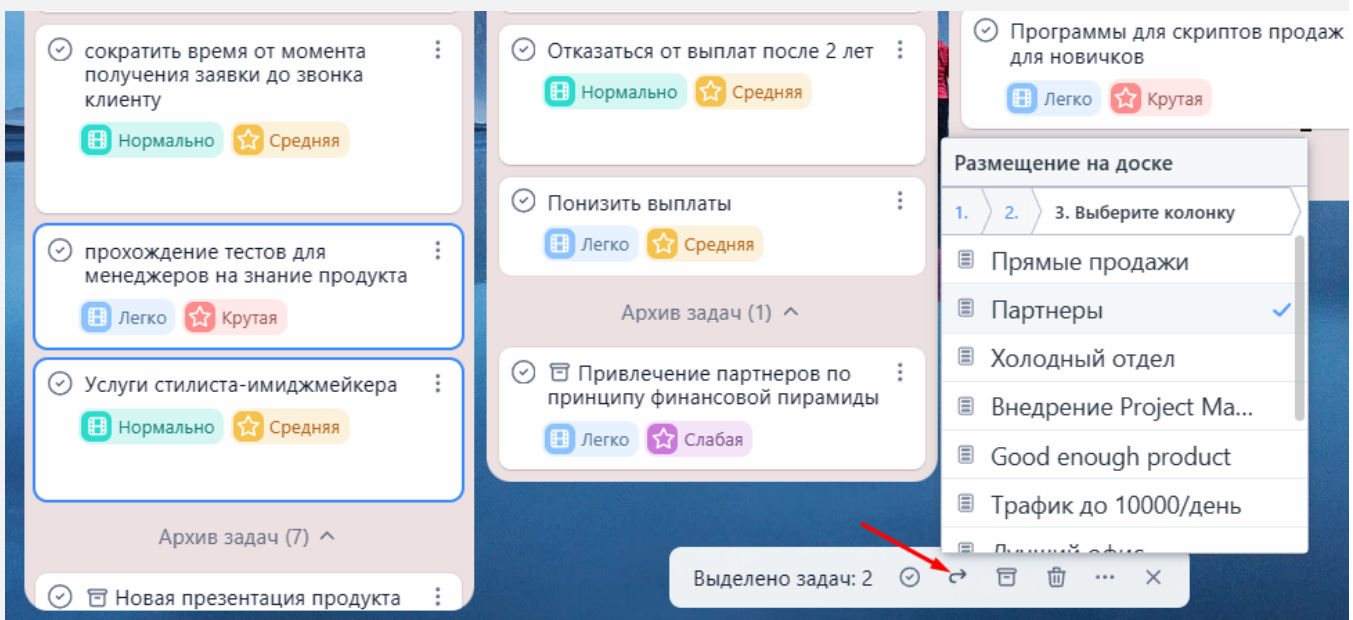 сократить время от момента
получения заявки до звонка
клиенту
Нормально Средняя
прохождение тестов для
менеджеров на знание продукта
Легко Крутая
Услуги стилиста-имиджмейкера
Нормально Средняя
Архив задач (7)
Новая презентация продукта
Отказаться от выплат после 2 лет
Нормально Средняя
Понизить выплаты
Легко Средняя
Архив задач (1)
Привлечение партнеров по
принципу финансовой пирамиды
Легко Слабая
Программы для скриптов продаж
для новичков
Легко Крутая
Размещение на доске
1. 2. 3. Выберите колонку
Прямые продажи
Партнеры
Холодный отдел
Внедрение Project Ma...
Good enough product
Трафик до 10000/день
Лучший офис
Выделено задач: 2